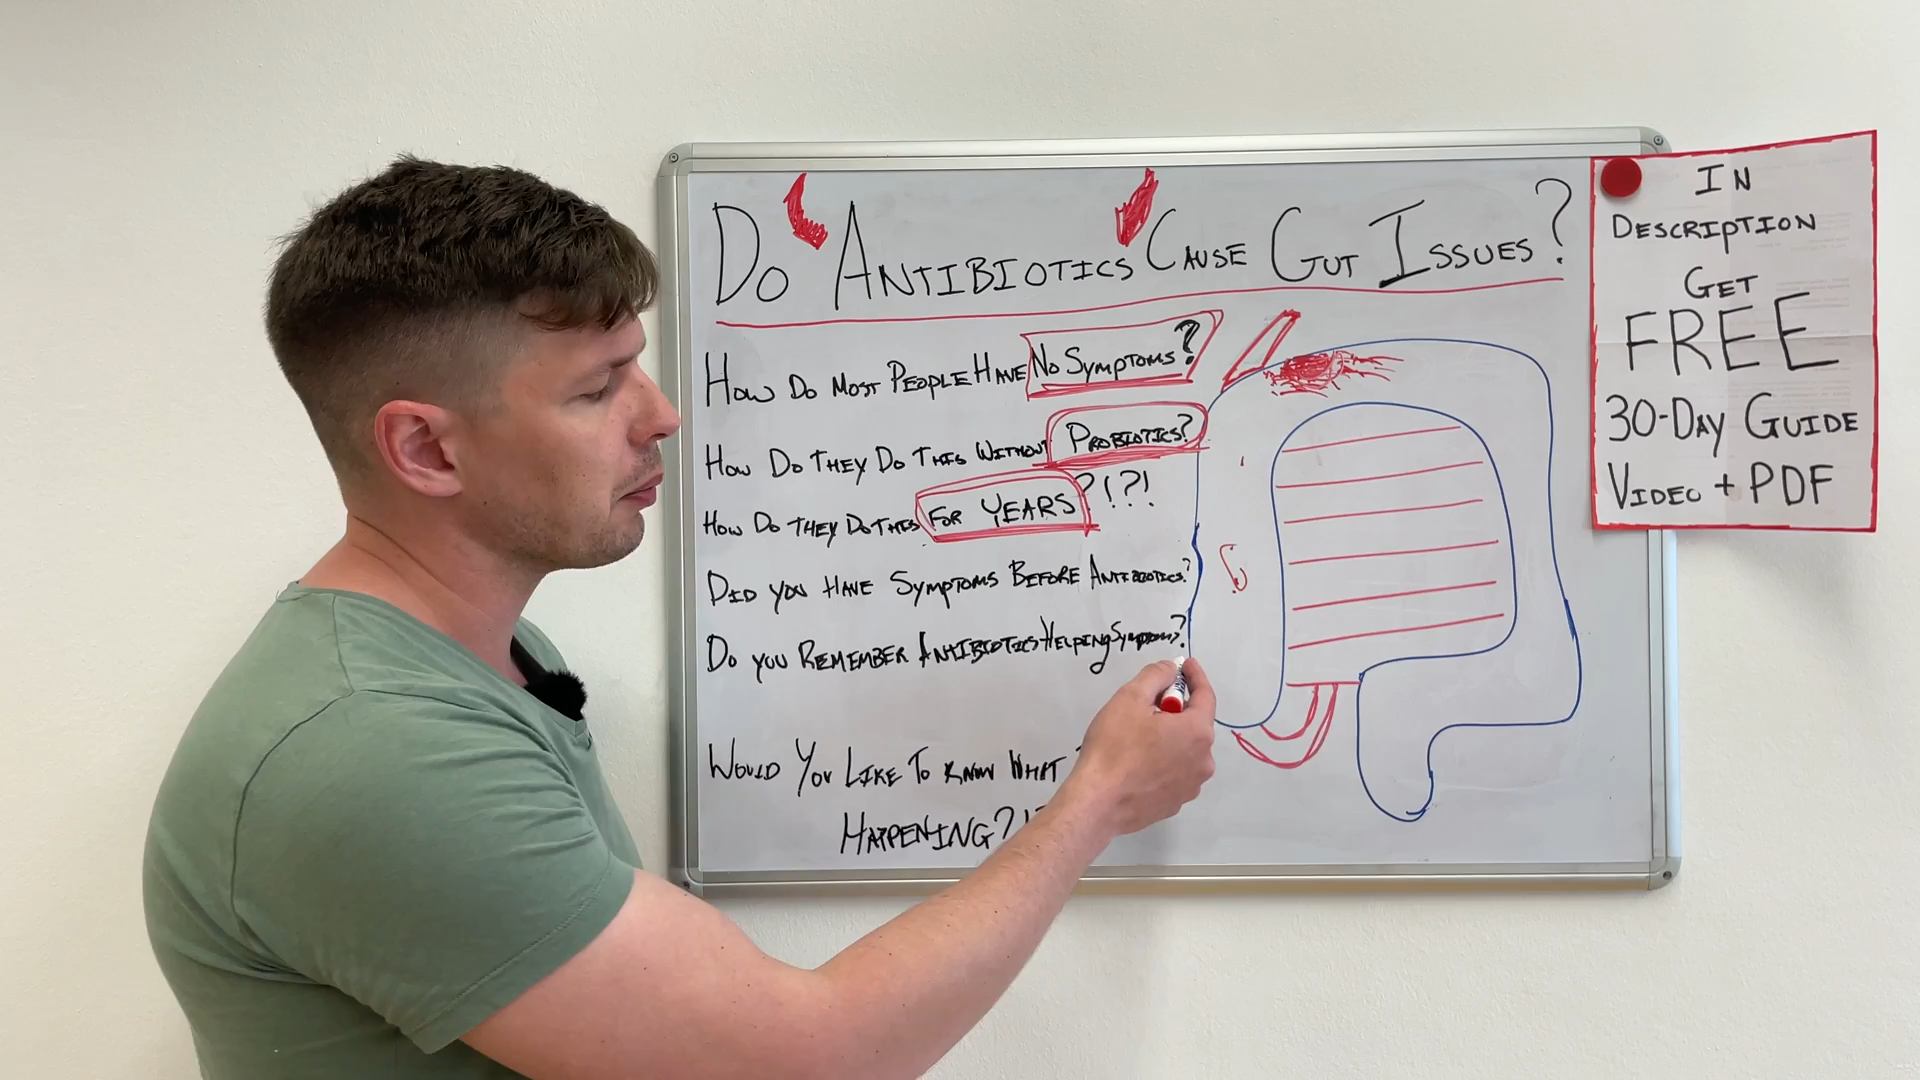 DO ANTIBIOTICS CAUSE GUT ISSUES?
HOW DO MOST PEOPLE HAVE NO SYMPTOMS?
HOW DO THEY DO THIS WITHOUT PROBIOTICS?
HOW DO THEY DO THIS FOR YEARS?!?!
DID YOU HAVE SYMPTOMS BEFORE ANTIBIOTICS?
DO YOU REMEMBER ANTIBIOTICS HELPING SYMPTOMS?
WOULD YOU LIKE TO KNOW WHAT
HAPPENING?!
IN
DESCRIPTION
GET
FREE
30-DAY GUIDE
VIDEO + PDF